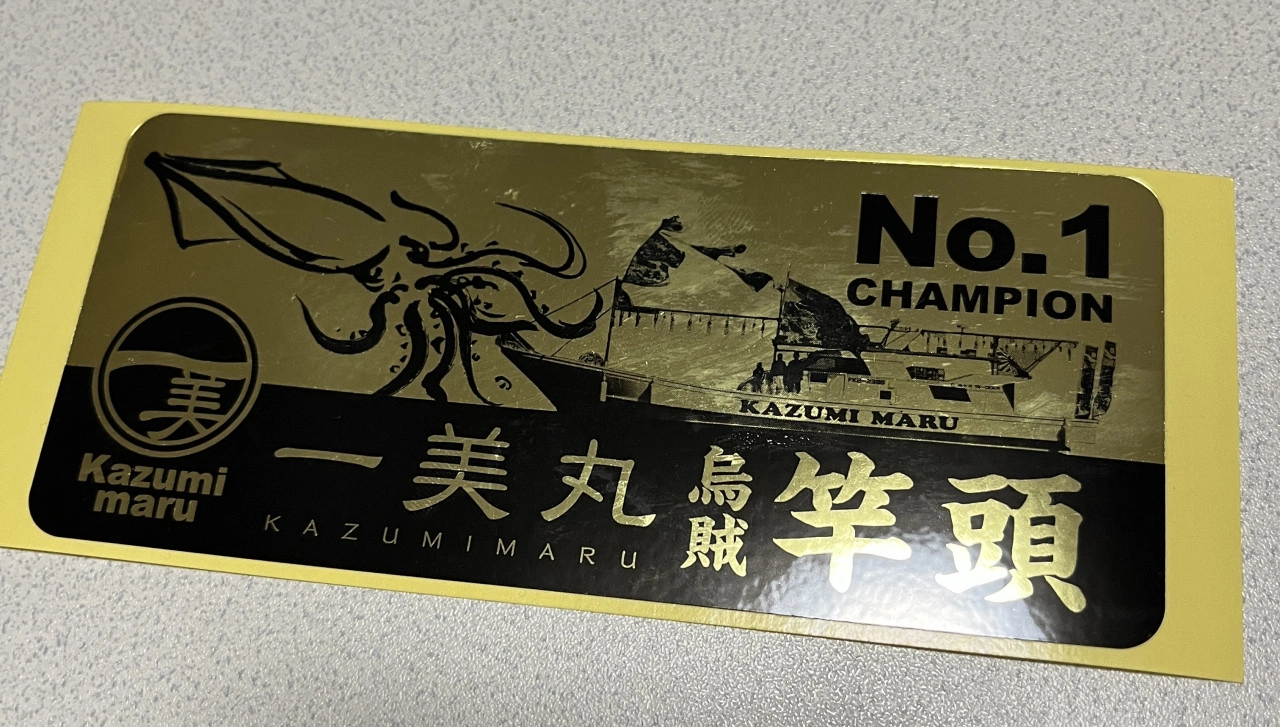 No.1
CHAMPION
KAZUMI MARU
一美
Kazumi
maru
一美丸
KAZUMIMARU
烏賊
竿頭